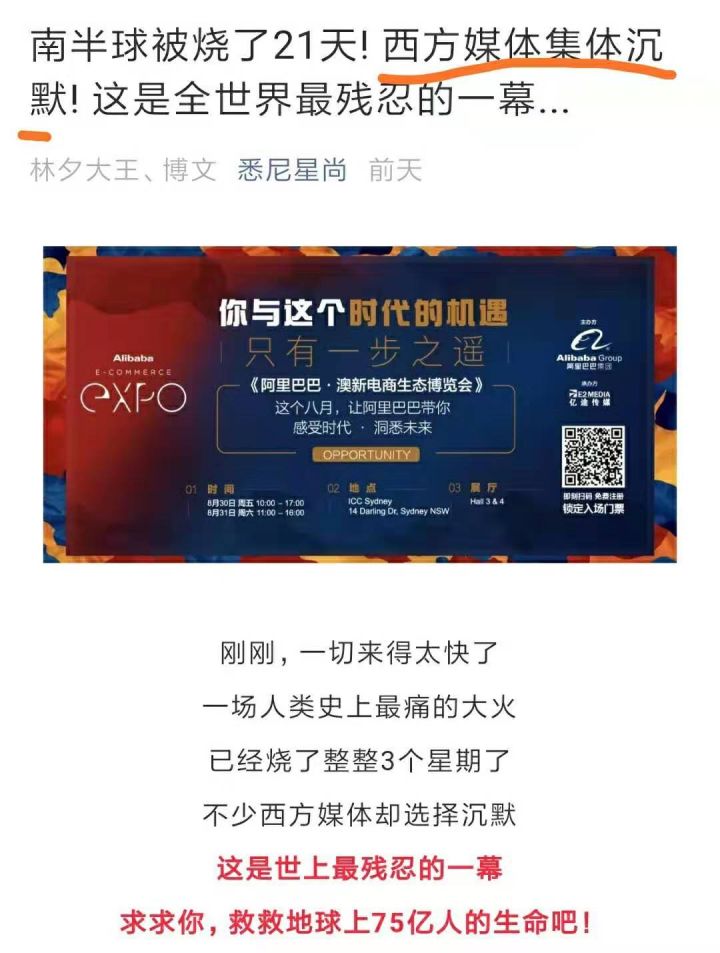 南半球被烧了21天! 西方媒体集体沉
默! 这是全世界最残忍的一幕...
林夕大王、博文 悉尼星尚 前天
你与这个时代的机遇
只有一步之遥
Alibaba
E-COMMERCE
eXPO
《阿里巴巴·澳新电商生态博览会》
这个八月，让阿里巴巴带你
感受时代 · 洞悉未来
OPPORTUNITY
主办方
Alibaba Group
阿里巴巴集团
承办方
E2MEDIA
亿途传媒
01 时间
8月30日 周五 10:00 – 17:00
8月31日 周六 11:00 – 16:00
02 地点
ICC Sydney
14 Darling Dr, Sydney NSW
03 展厅
Hall 3 & 4
即刻扫码 免费注册
锁定入场门票
刚刚，一切来得太快了
一场人类史上最痛的大火
已经烧了整整3个星期了
不少西方媒体却选择沉默
这是世上最残忍的一幕
求求你，救救地球上75亿人的生命吧！